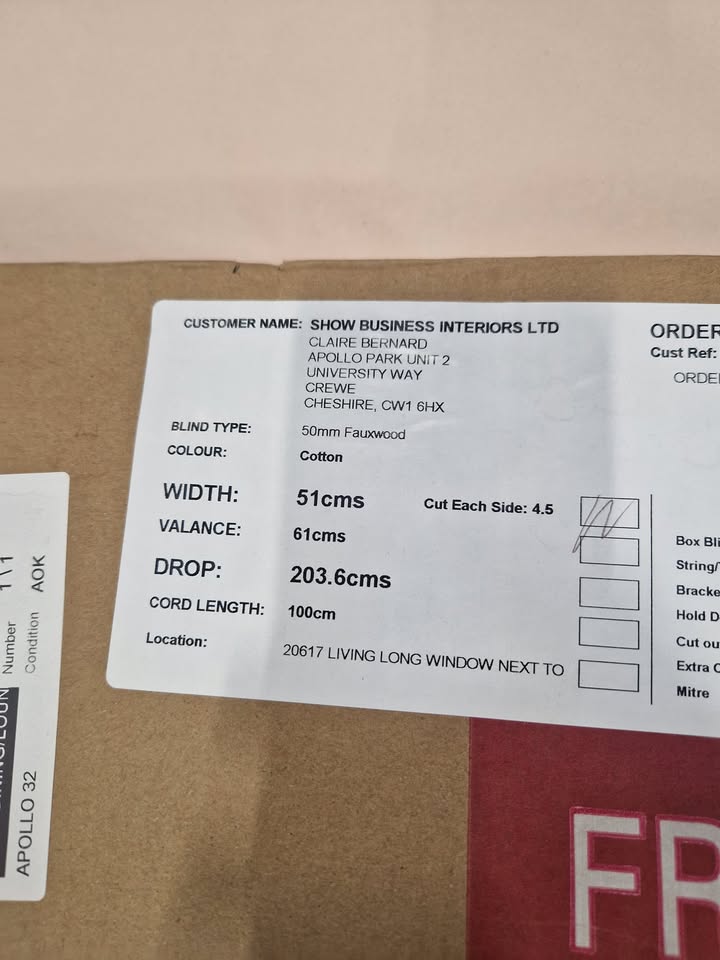 CUSTOMER NAME: SHOW BUSINESS INTERIORS LTD
CLAIRE BERNARD
APOLLO PARK UNIT 2
UNIVERSITY WAY
CREWE
CHESHIRE, CW1 6HX
BLIND TYPE: 50mm Fauxwood
COLOUR: Cotton
WIDTH: 51cms Cut Each Side: 4.5
VALANCE: 61cms
DROP: 203.6cms
CORD LENGTH: 100cm
Location: 20617 LIVING LONG WINDOW NEXT TO
ORDER
Cust Ref:
ORDE
Box Bli
String/
Bracke
Hold D
Cut ou
Extra
Mitre
Number 1\1
Condition AOK
APOLLO 32
FR